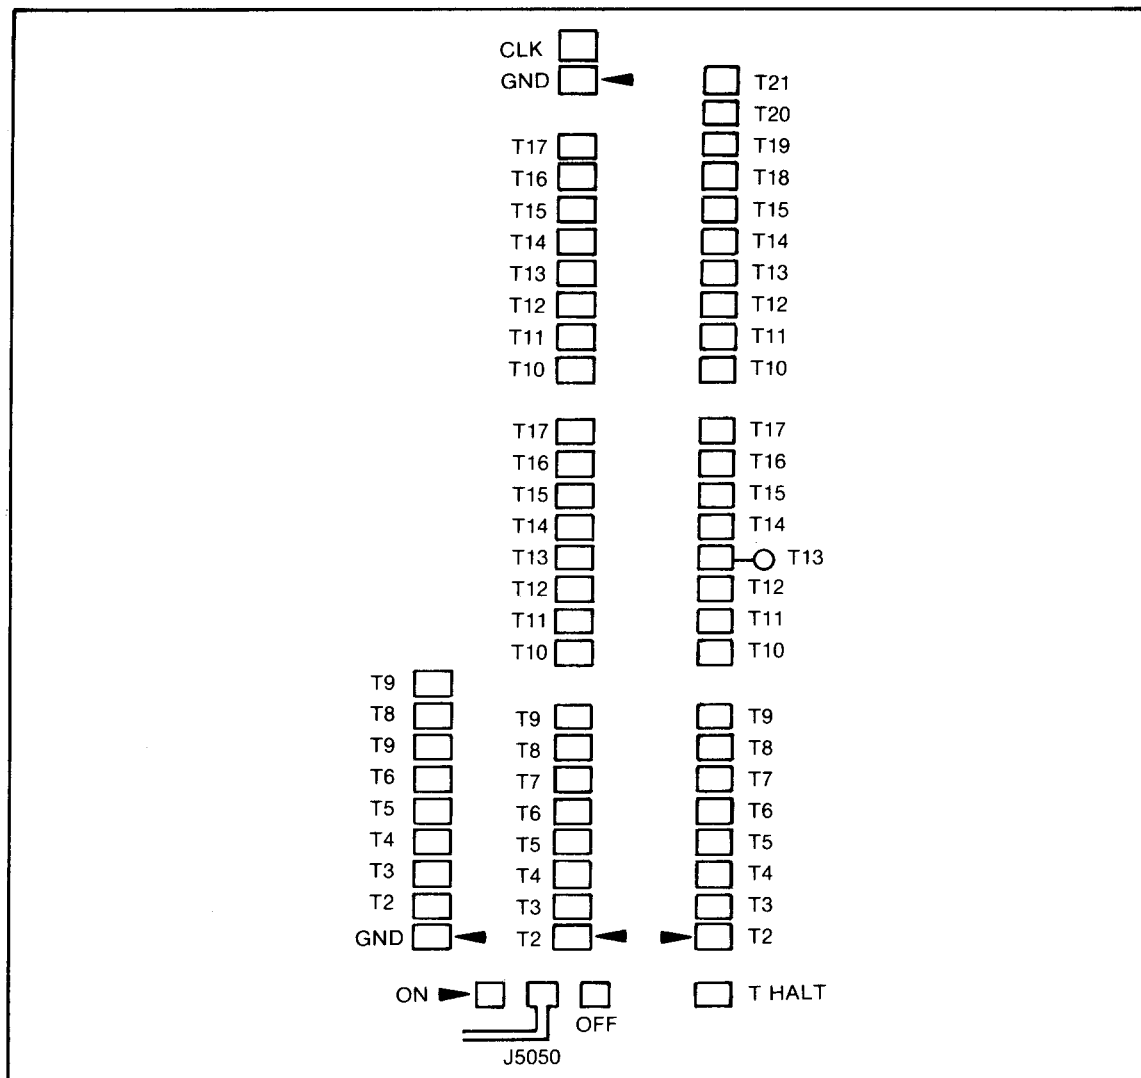 CLK
GND T21
T20
T17 T19
T16 T18
T15 T15
T14 T14
T13 T13
T12 T12
T11 T11
T10 T10
T17 T17
T16 T16
T15 T15
T14 T14
T13 T13
T12 T12
T11 T11
T10 T10
T9
T8 T9 T9
T9 T8 T8
T6 T7 T7
T5 T6 T6
T4 T5 T5
T3 T4 T4
T2 T3 T3
GND T2 T2
ON T HALT
OFF
J5050